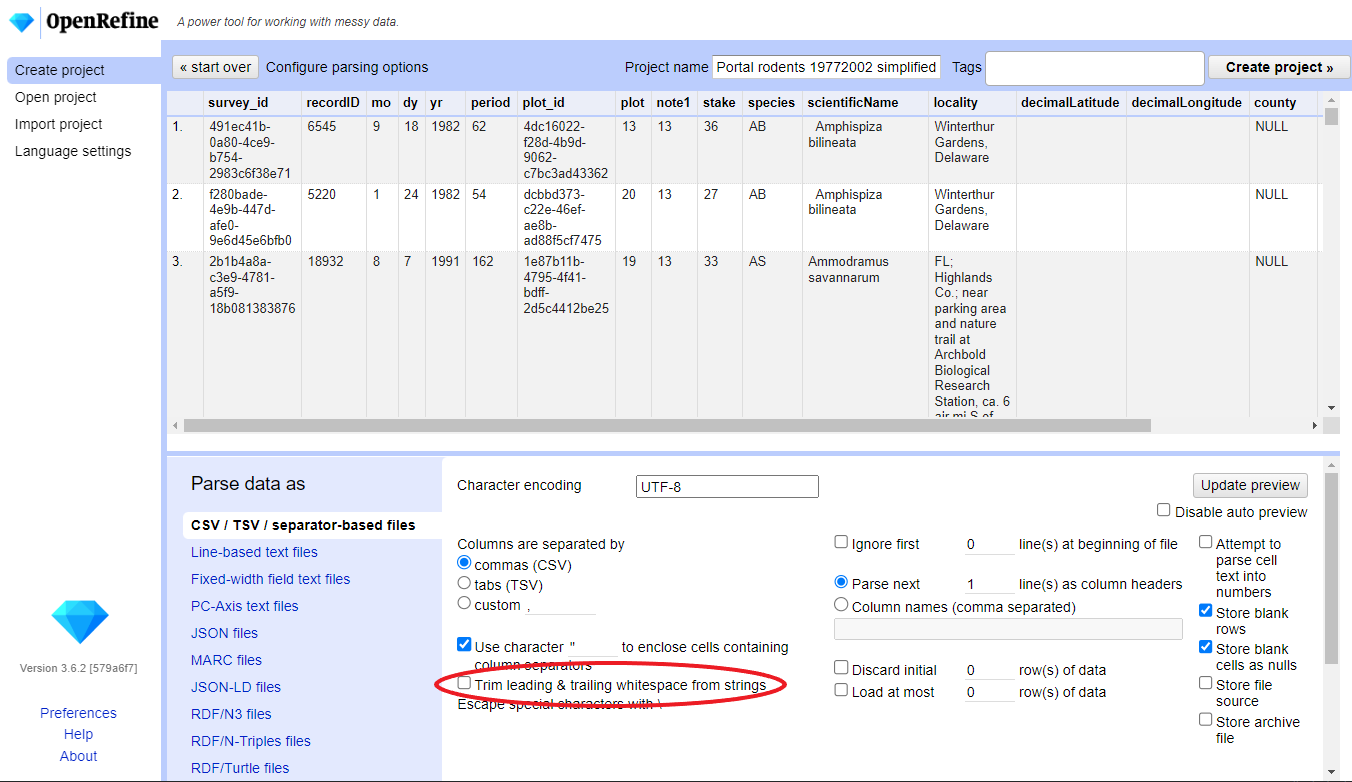 OpenRefine A power tool for working with messy data.
Create project
Open project
Import project
Language settings
« start over Configure parsing options Project name Portal rodents 19772002 simplified Tags Create project »
survey_id recordID mo dy yr period plot_id plot note1 stake species scientificName locality decimalLatitude decimalLongitude county
1. 491ec41b- 6545 9 18 1982 62 4dc16022- 13 13 36 AB Amphispiza Winterthur NULL
0a80-4ce9- f28d-4b9d- bilineata Gardens,
b754- 9062- Delaware
2983c6f38e71 c7bc3ad43362
2. f280bade- 5220 1 24 1982 54 dcbbd373- 20 13 27 AB Amphispiza Winterthur NULL
4e9b-447d- c22e-46ef- bilineata Gardens,
afe0- ae8b- Delaware
9e6d45e6bfb0 ad88f5cf7475
3. 2b1b4a8a- 18932 8 7 1991 162 1e87b11b- 19 13 33 AS Ammodramus FL; NULL
c3e9-4781- 4795-4f41- savannarum Highlands
a5f9- bdff- Co.; near
18b081383876 2d5c4412be25 parking area
and nature
trail at
Archbold
Biological
Research
Station, ca. 6
air mi S of
Parse data as
CSV / TSV / separator-based files
Line-based text files
Fixed-width field text files
PC-Axis text files
JSON files
MARC files
JSON-LD files
RDF/N3 files
RDF/N-Triples files
RDF/Turtle files
Character encoding UTF-8
Update preview
Disable auto preview
Columns are separated by
commas (CSV)
tabs (TSV)
custom ,
Use character " to enclose cells containing
column separators
Trim leading & trailing whitespace from strings
Escape special characters with \
Ignore first 0 line(s) at beginning of file
Parse next 1 line(s) as column headers
Column names (comma separated)
Discard initial 0 row(s) of data
Load at most 0 row(s) of data
Attempt to
parse cell
text into
numbers
Store blank
rows
Store blank
cells as nulls
Store file
source
Store archive
file
Version 3.6.2 [579a6f7]
Preferences
Help
About